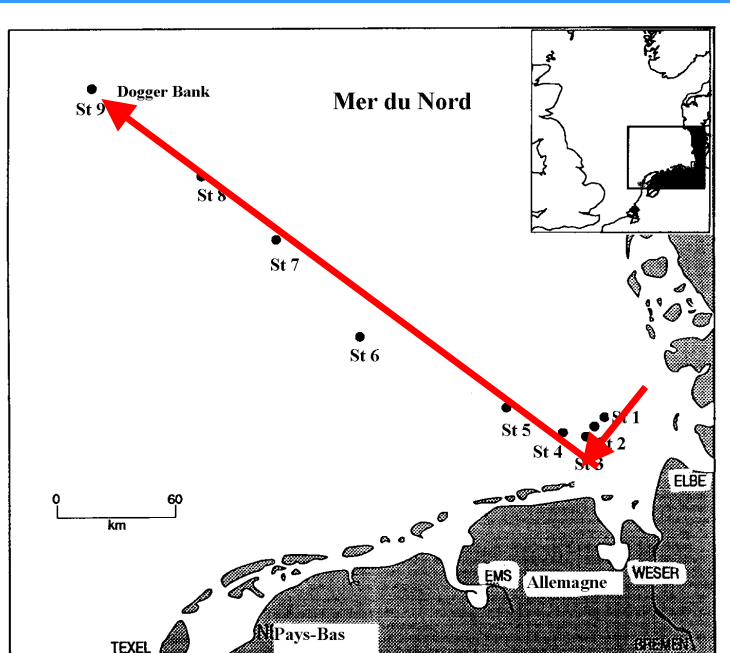 Dogger Bank
St 9
Mer du Nord
St 8
St 7
St 6
St 5
St 4
St 1
t 2
St 3
ELBE
0 60
km
EMS
Allemagne
WESER
Pays-Bas
TEXEL
BREMEN